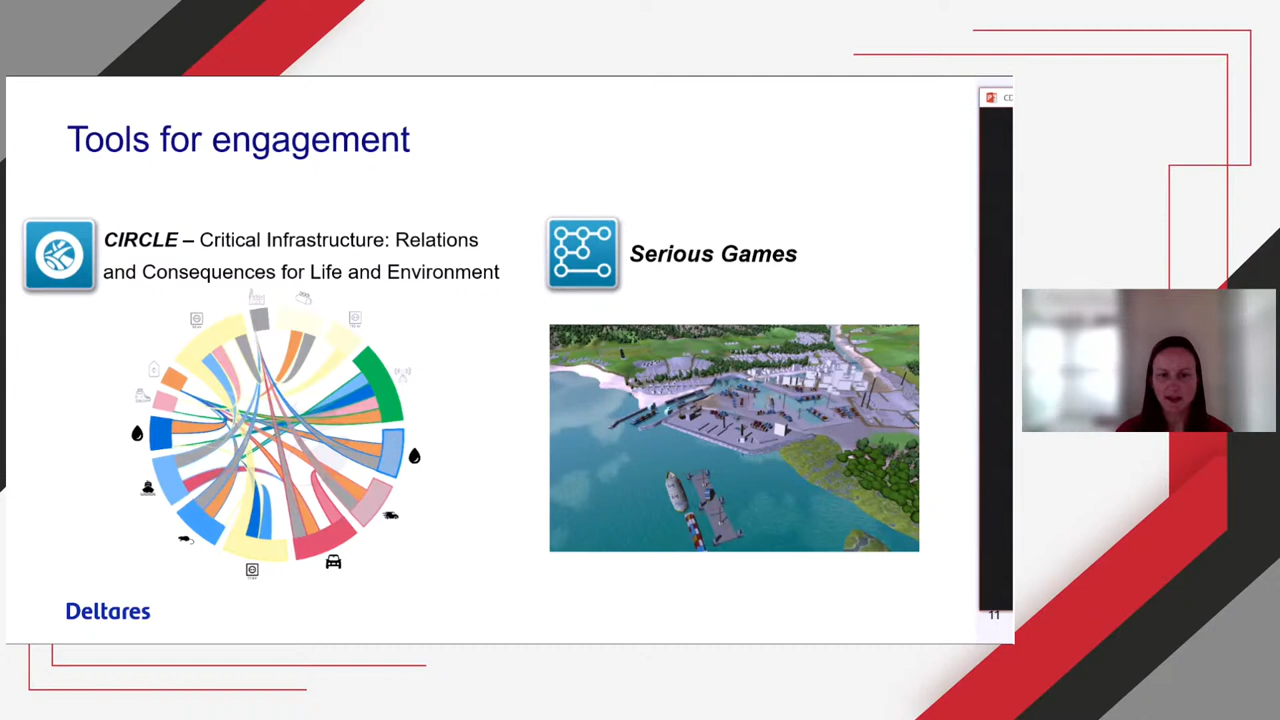 Tools for engagement
CIRCLE – Critical Infrastructure: Relations
and Consequences for Life and Environment
Serious Games
Deltares
11